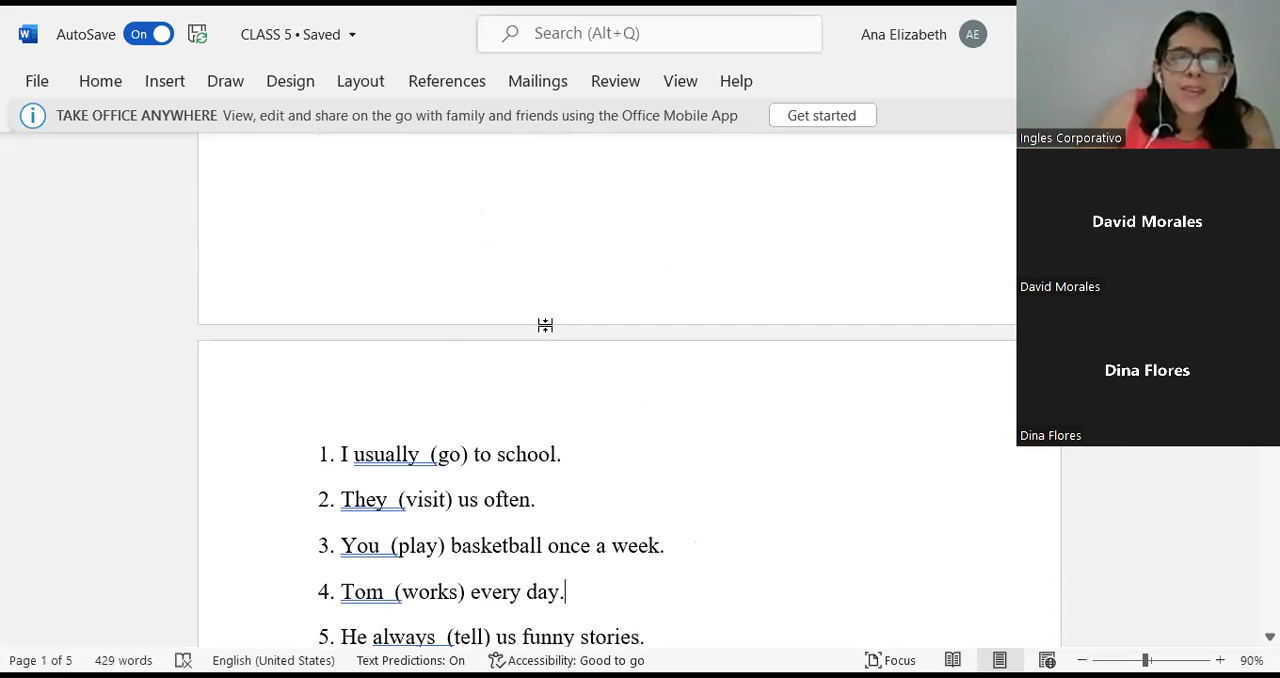 AutoSave On CLASS 5 • Saved Search (Alt+Q) Ana Elizabeth AE
File Home Insert Draw Design Layout References Mailings Review View Help
TAKE OFFICE ANYWHERE View, edit and share on the go with family and friends using the Office Mobile App Get started
Ingles Corporativo
David Morales
David Morales
Dina Flores
Dina Flores
1. I usually (go) to school.
2. They (visit) us often.
3. You (play) basketball once a week.
4. Tom (works) every day.
5. He always (tell) us funny stories.
Page 1 of 5 429 words English (United States) Text Predictions: On Accessibility: Good to go Focus 90%